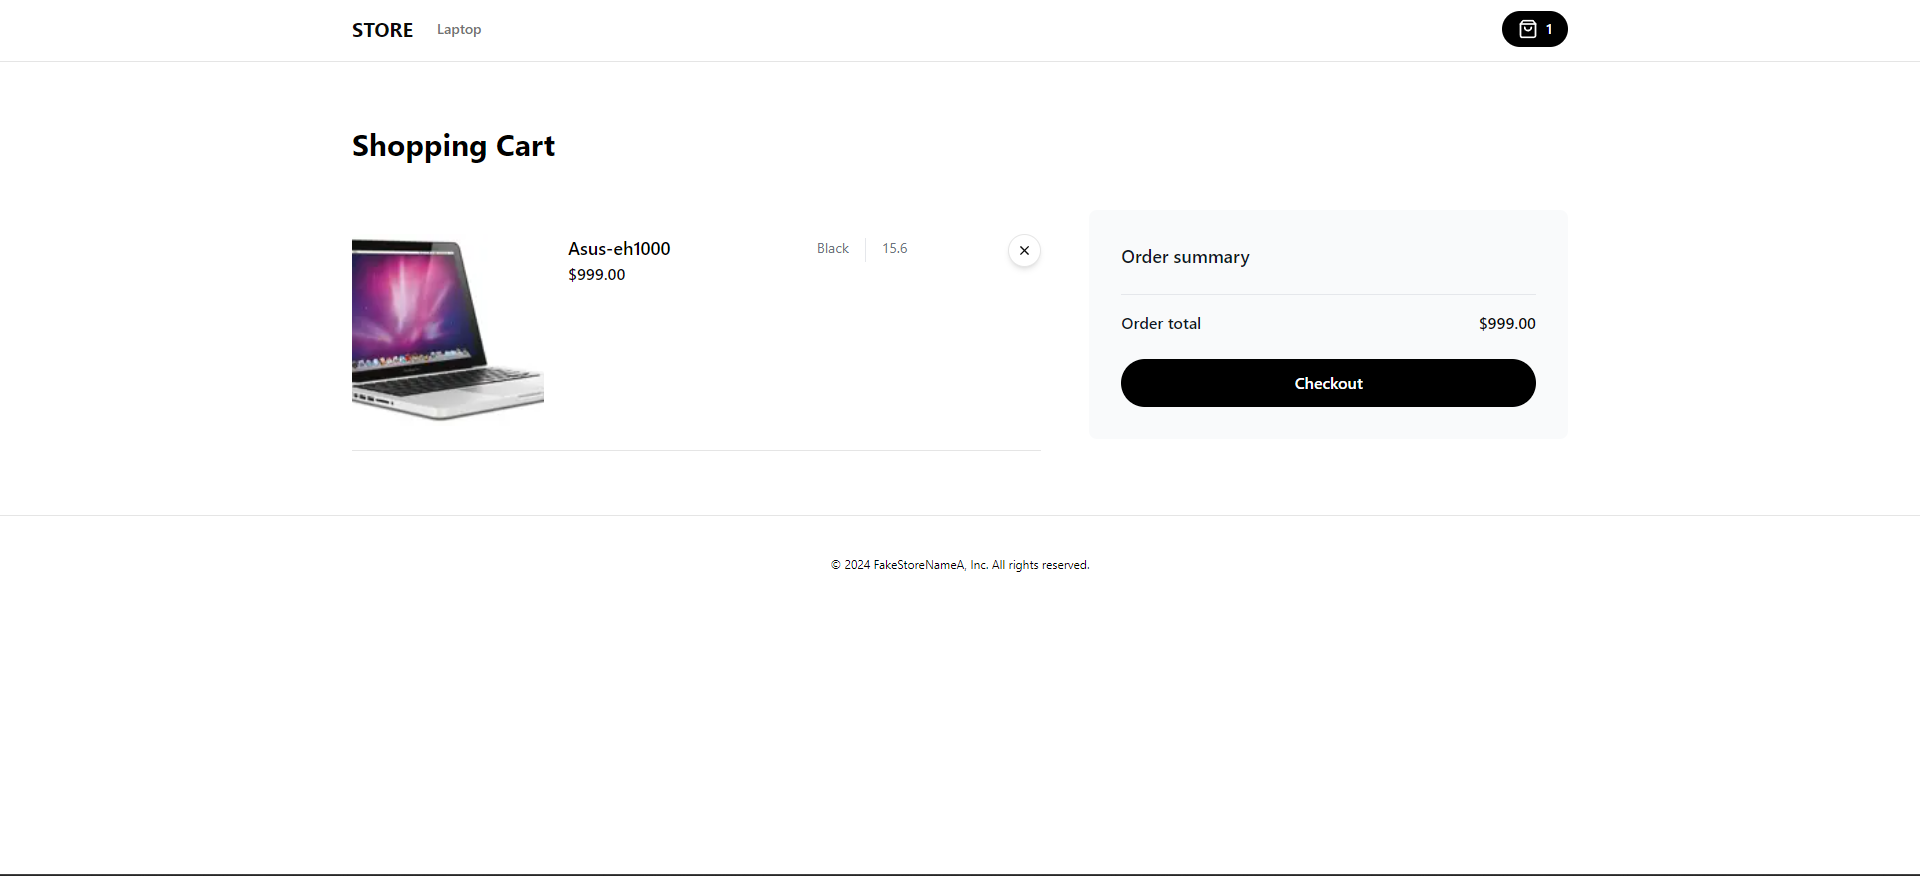 STORE Laptop 1
Shopping Cart
Asus-eh1000 Black 15.6
$999.00
Order summary
Order total $999.00
Checkout
© 2024 FakeStoreNameA, Inc. All rights reserved.